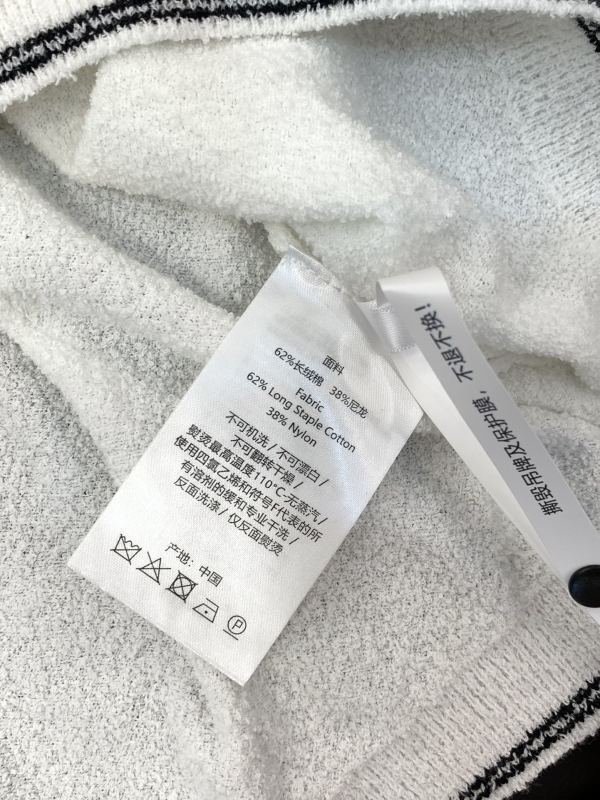 面料
62%长绒棉 38%尼龙
Fabric
62% Long Staple Cotton
38% Nylon
不可机洗 / 不可漂白 /
不可翻转干燥 /
熨烫最高温度110°C无蒸汽 /
使用四氯乙烯和符号F代表的所
有溶剂的缓和专业干洗 /
反面洗涤 / 仅反面熨烫
产地：中国
P
撕毁吊牌及保护膜，不退不换！